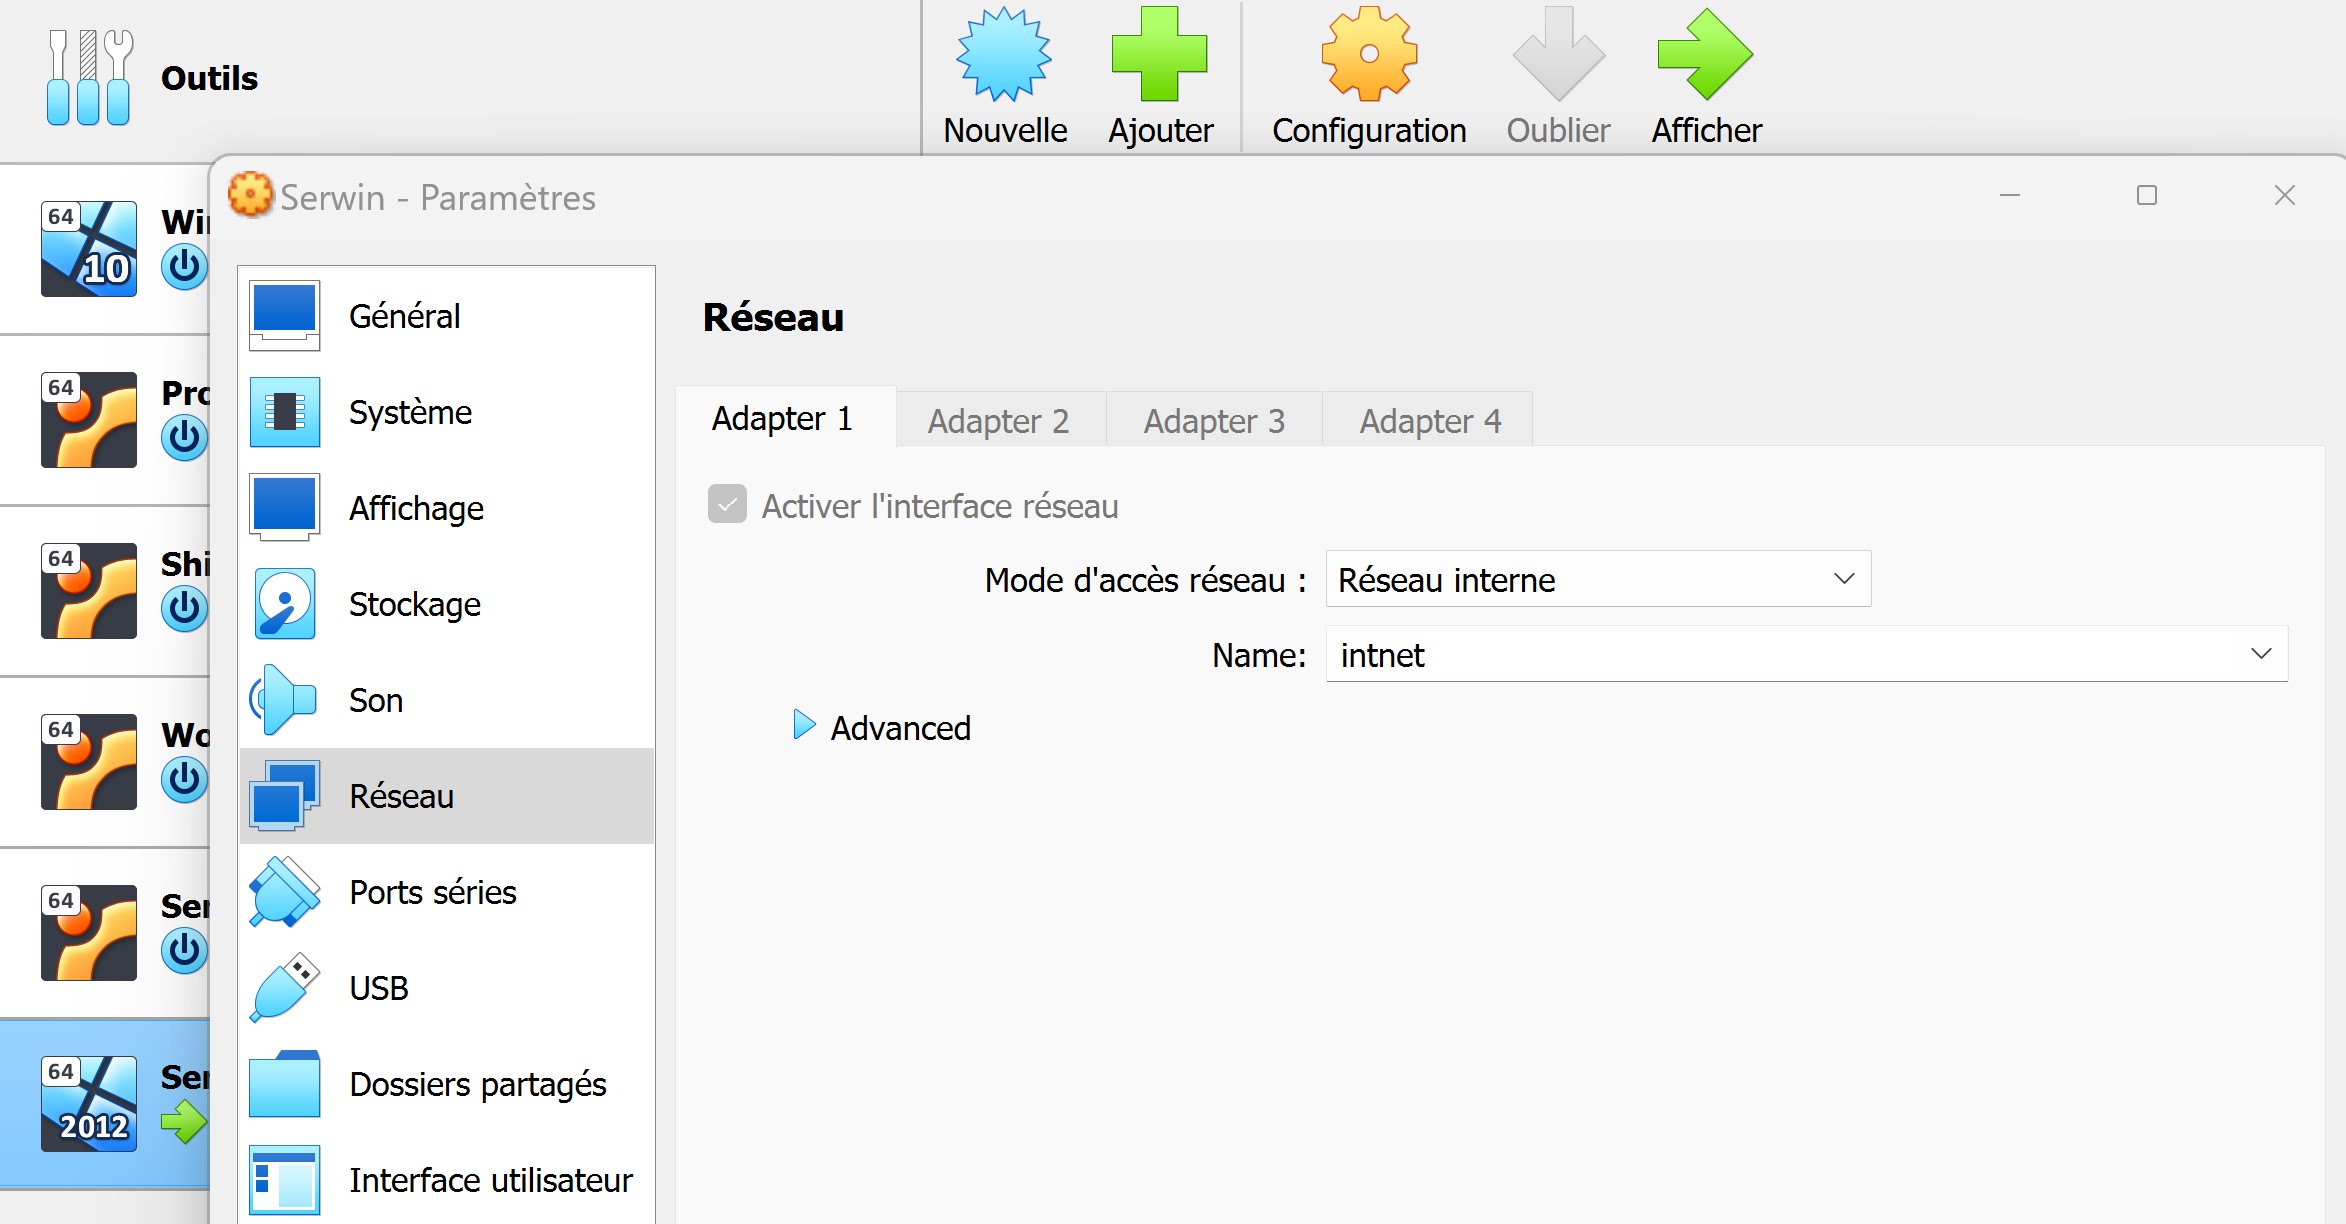 Outils
Nouvelle
Ajouter
Configuration
Oublier
Afficher
Serwin - Paramètres
64
10
Wi
64
Pro
64
Shi
64
Wo
64
Ser
64
2012
Ser
Général
Système
Affichage
Stockage
Son
Réseau
Ports séries
USB
Dossiers partagés
Interface utilisateur
Réseau
Adapter 1
Adapter 2
Adapter 3
Adapter 4
Activer l'interface réseau
Mode d'accès réseau : Réseau interne
Name: intnet
Advanced